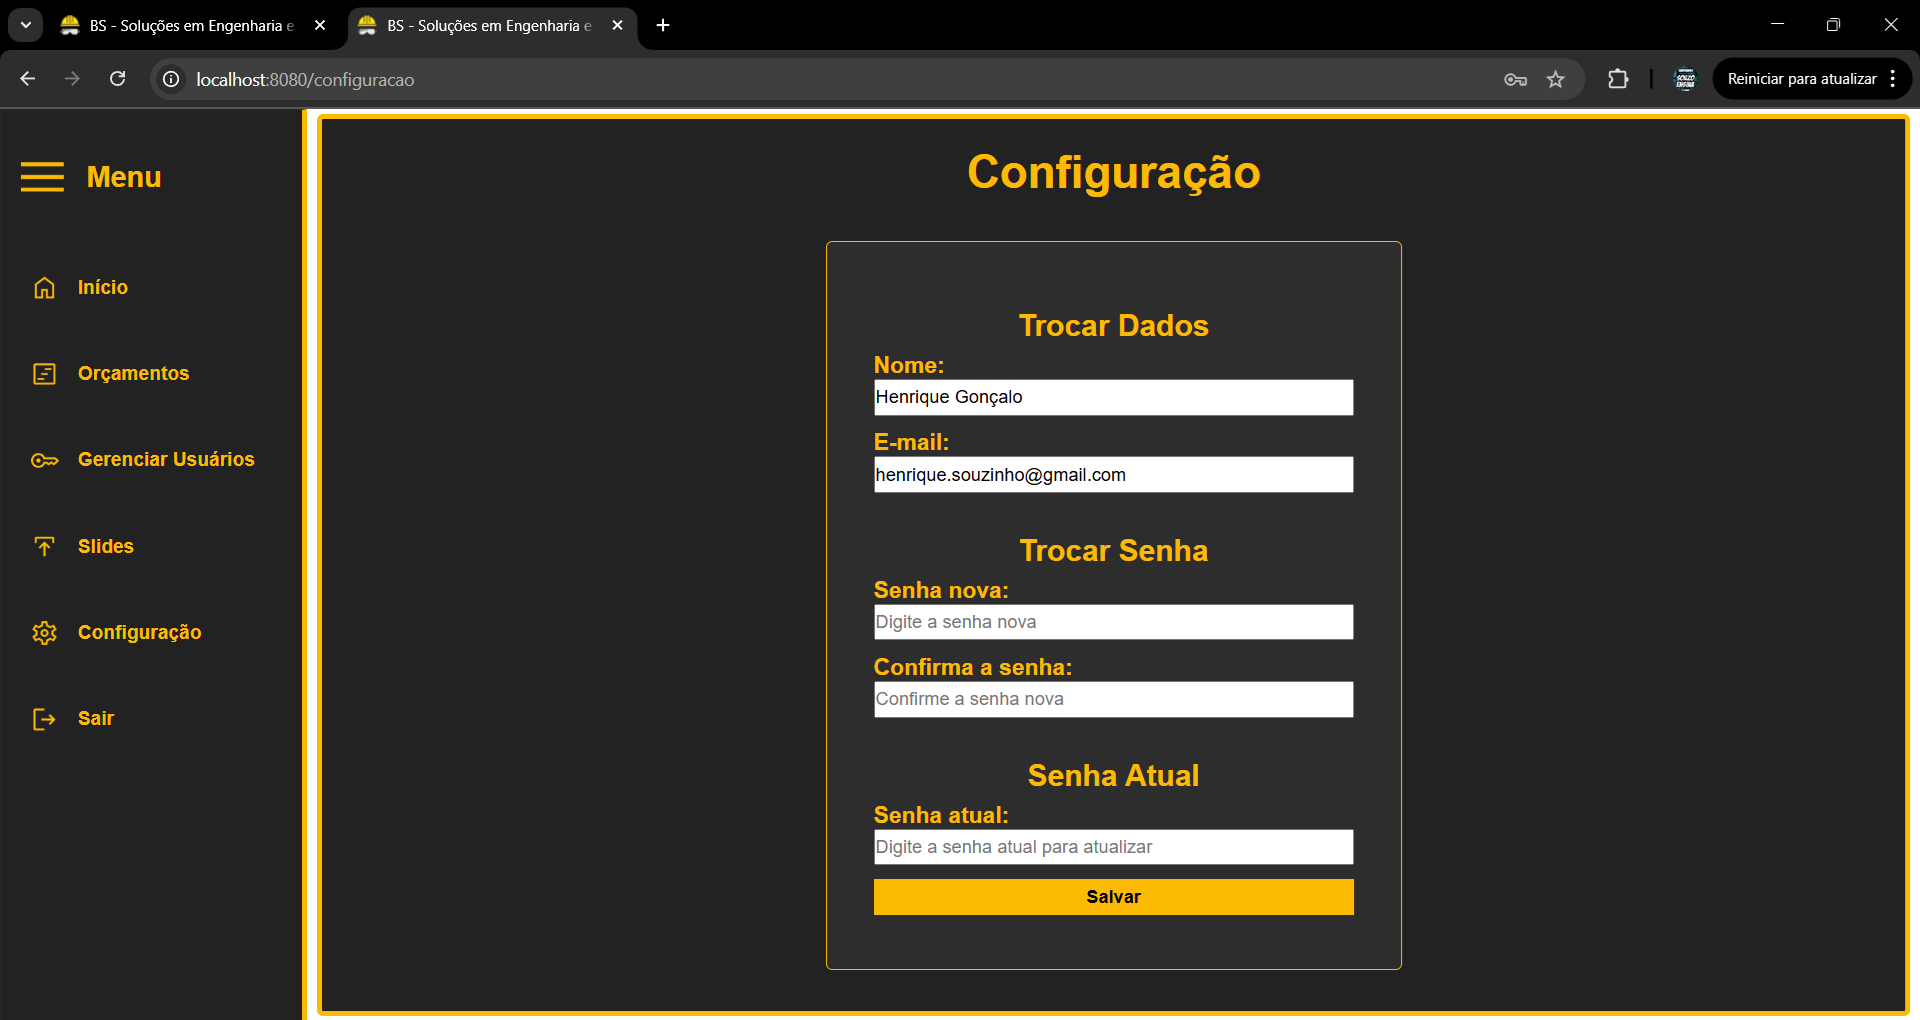 BS - Soluções em Engenharia e
BS - Soluções em Engenharia e
localhost:8080/configuracao
SOUZO
ENSINA
Reiniciar para atualizar
Menu
Início
Orçamentos
Gerenciar Usuários
Slides
Configuração
Sair
Configuração
Trocar Dados
Nome:
Henrique Gonçalo
E-mail:
henrique.souzinho@gmail.com
Trocar Senha
Senha nova:
Digite a senha nova
Confirma a senha:
Confirme a senha nova
Senha Atual
Senha atual:
Digite a senha atual para atualizar
Salvar